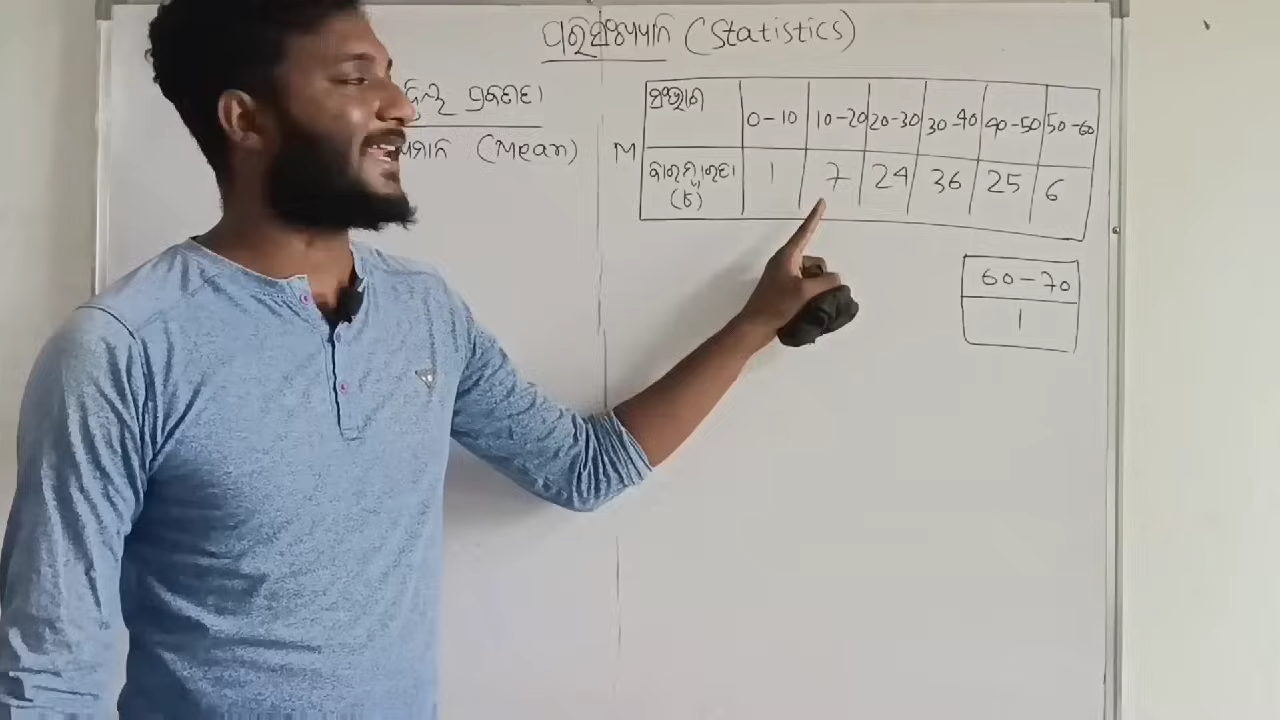 ପରିସଂଖ୍ୟାନ (Statistics)
(Mean)
M
ସଂଭାଗ 0-10 10-20 20-30 30-40 40-50 50-60
ବାରମ୍ବାରତା (f) 1 7 24 36 25 6
60-70
1